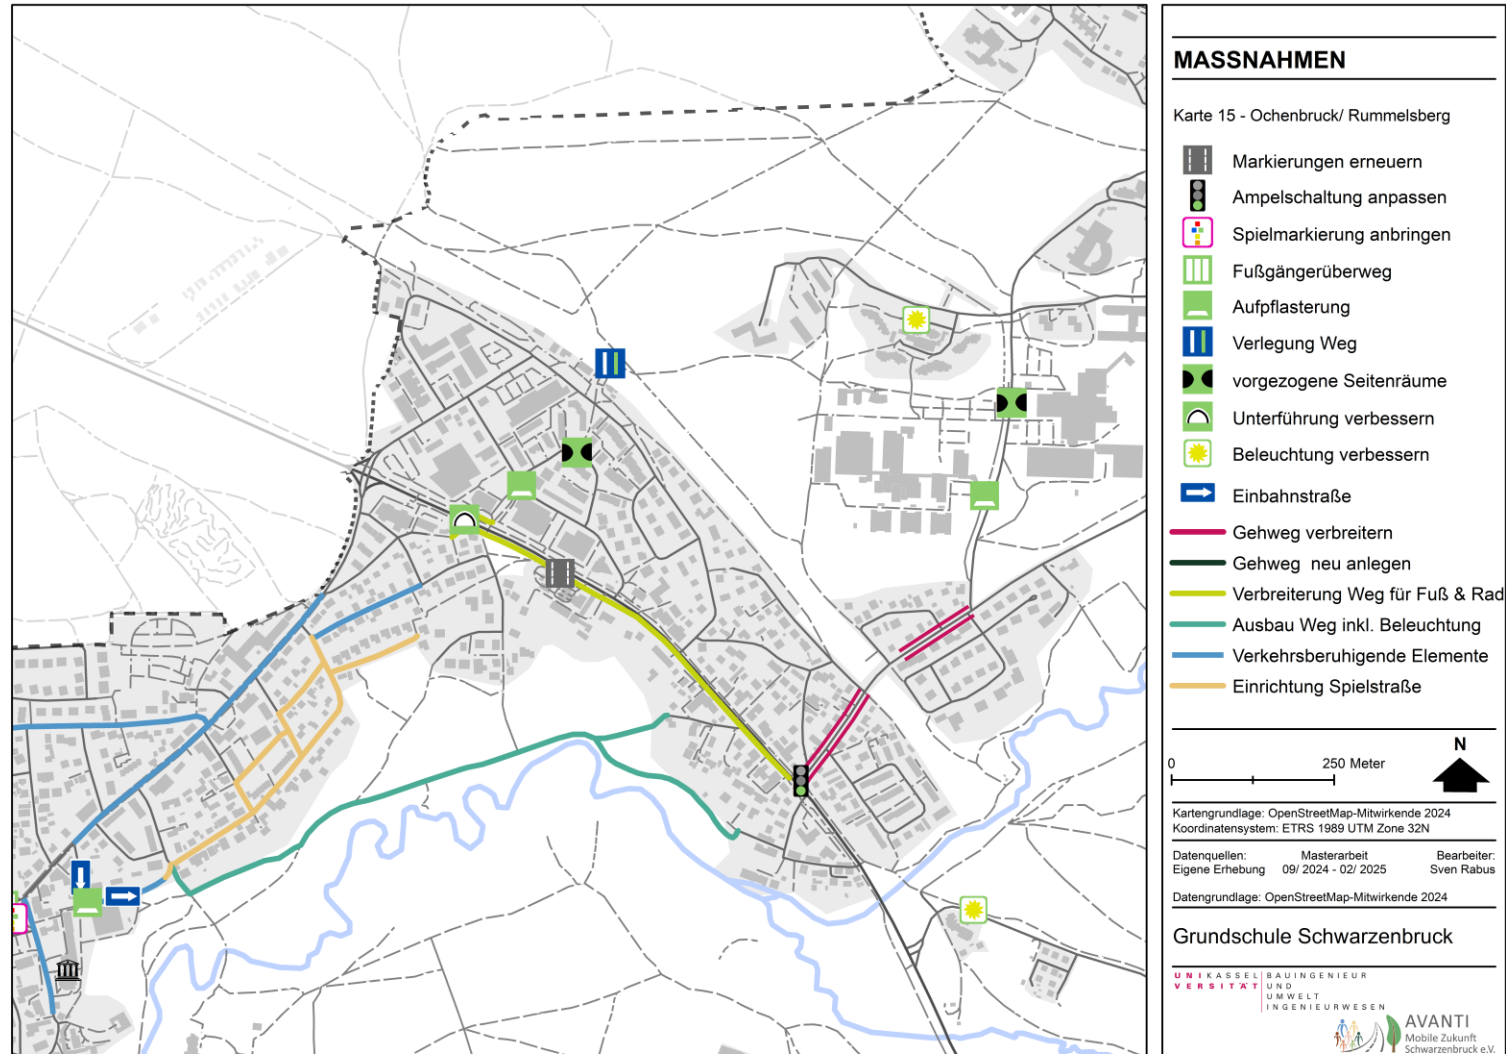 MASSNAHMEN
Karte 15 - Ochenbruck/ Rummelsberg
Markierungen erneuern
Ampelschaltung anpassen
Spielmarkierung anbringen
Fußgängerüberweg
Aufpflasterung
Verlegung Weg
vorgezogene Seitenräume
Unterführung verbessern
Beleuchtung verbessern
Einbahnstraße
Gehweg verbreitern
Gehweg neu anlegen
Verbreiterung Weg für Fuß & Rad
Ausbau Weg inkl. Beleuchtung
Verkehrsberuhigende Elemente
Einrichtung Spielstraße
N
0 250 Meter
Kartengrundlage: OpenStreetMap-Mitwirkende 2024
Koordinatensystem: ETRS 1989 UTM Zone 32N
Datenquellen: Masterarbeit Bearbeiter:
Eigene Erhebung 09/ 2024 - 02/ 2025 Sven Rabus
Datengrundlage: OpenStreetMap-Mitwirkende 2024
Grundschule Schwarzenbruck
UNIKASSEL BAUINGENIEUR
VERSITÄT UND
UMWELT
INGENIEURWESEN
AVANTI
Mobile Zukunft
Schwarzenbruck e.V.